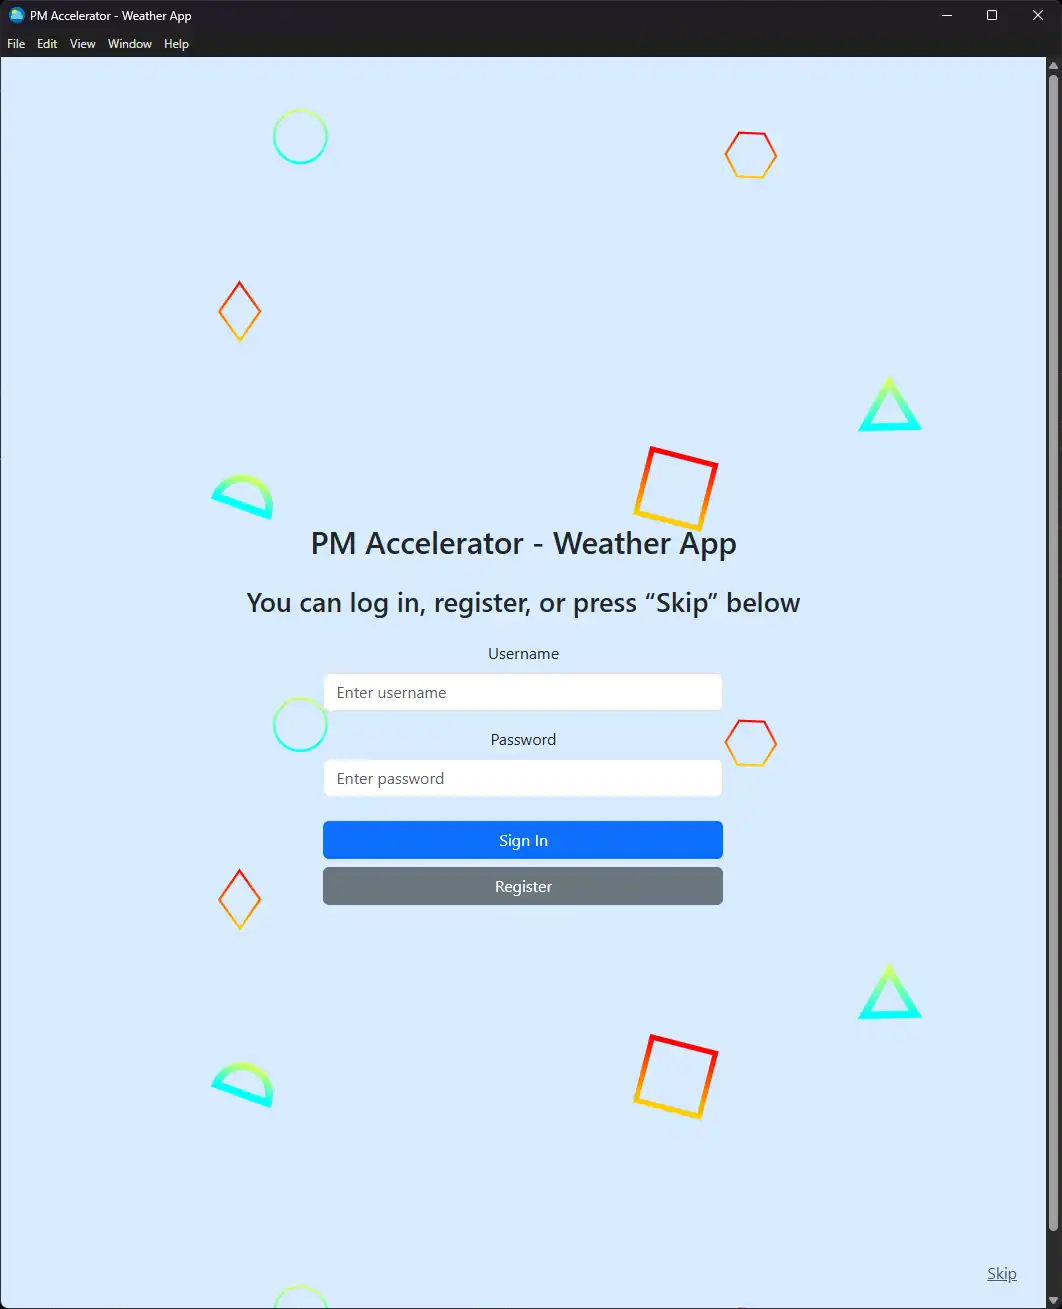 PM Accelerator - Weather App
File Edit View Window Help
PM Accelerator - Weather App
You can log in, register, or press “Skip” below
Username
Enter username
Password
Enter password
Sign In
Register
Skip